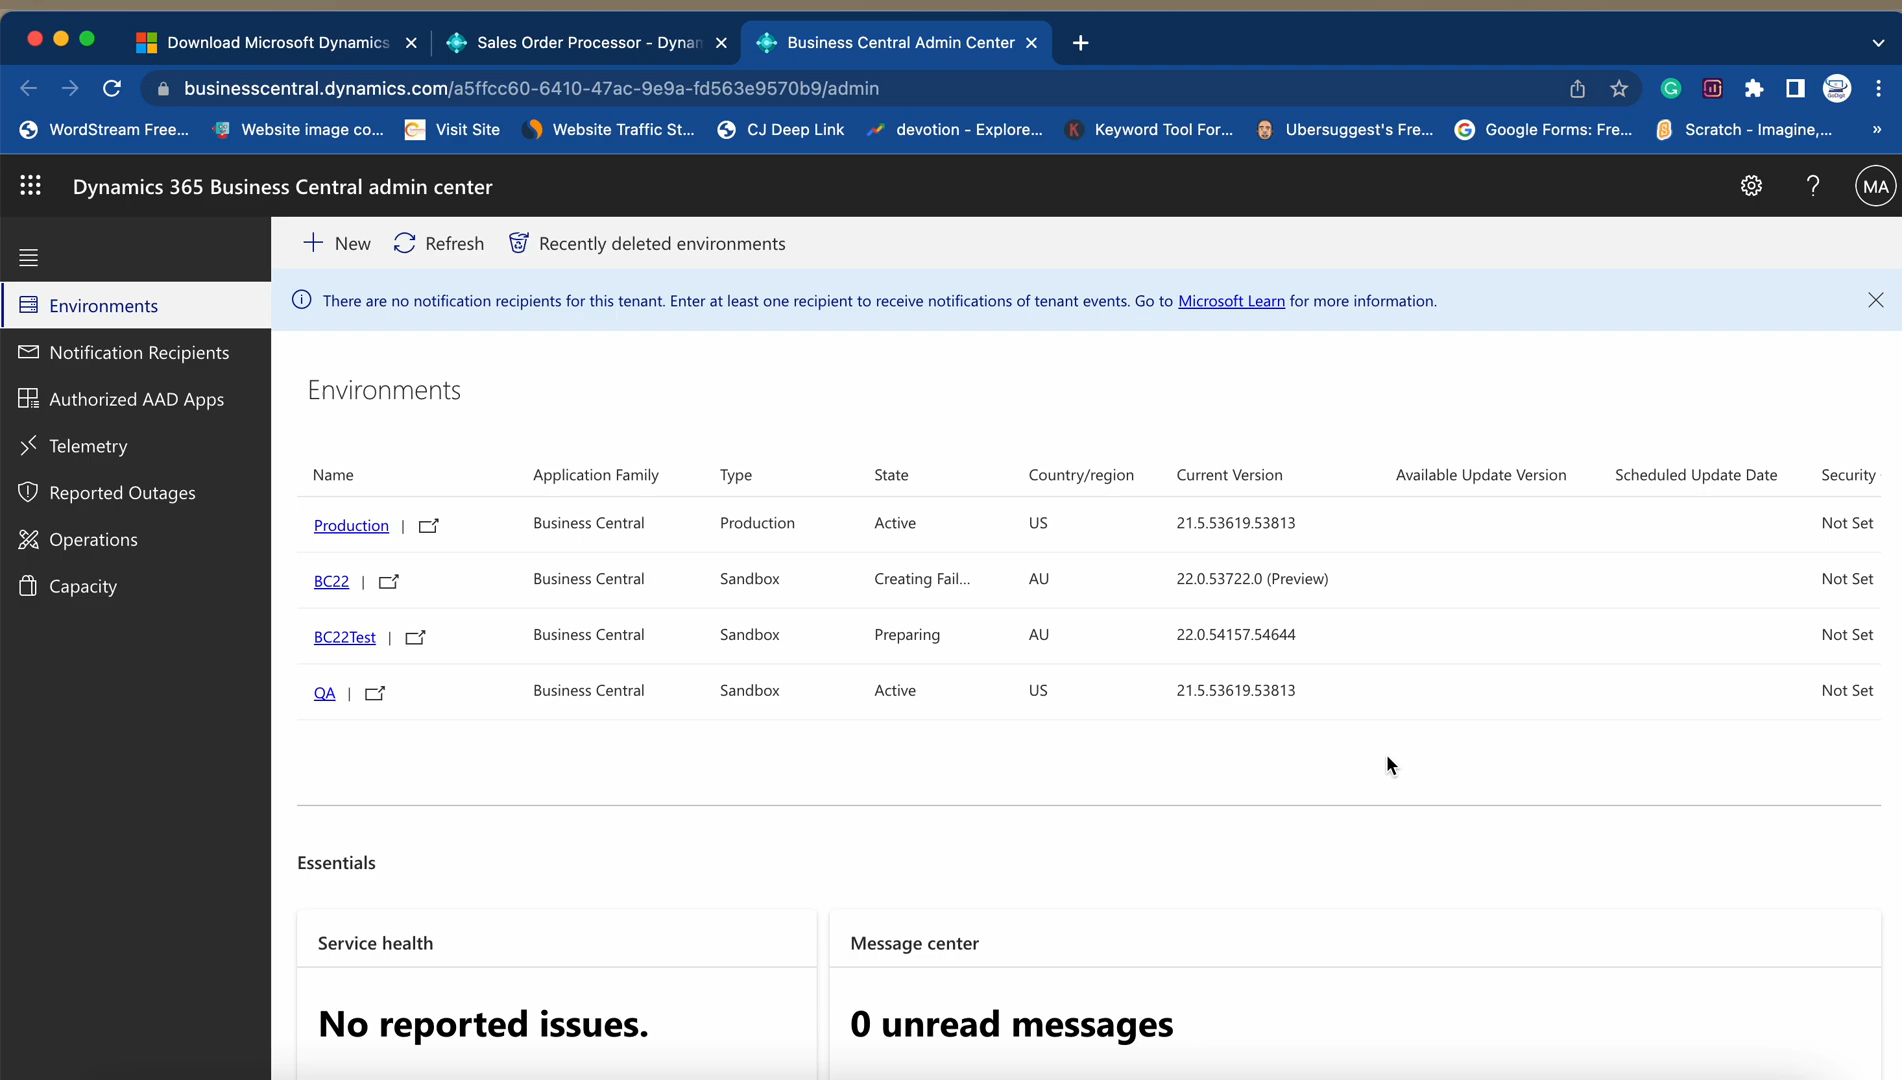 Download Microsoft Dynamics
Sales Order Processor - Dynan
Business Central Admin Center
businesscentral.dynamics.com/a5ffcc60-6410-47ac-9e9a-fd563e9570b9/admin
WordStream Free...
Website image co...
Visit Site
Website Traffic St...
CJ Deep Link
devotion - Explore...
Keyword Tool For...
Ubersuggest's Fre...
Google Forms: Fre...
Scratch - Imagine,...
»
Dynamics 365 Business Central admin center
?
MA
New
Refresh
Recently deleted environments
There are no notification recipients for this tenant. Enter at least one recipient to receive notifications of tenant events. Go to Microsoft Learn for more information.
Environments
Notification Recipients
Authorized AAD Apps
Telemetry
Reported Outages
Operations
Capacity
Environments
Name Application Family Type State Country/region Current Version Available Update Version Scheduled Update Date Security
Production | Business Central Production Active US 21.5.53619.53813 Not Set
BC22 | Business Central Sandbox Creating Fail... AU 22.0.53722.0 (Preview) Not Set
BC22Test | Business Central Sandbox Preparing AU 22.0.54157.54644 Not Set
QA | Business Central Sandbox Active US 21.5.53619.53813 Not Set
Essentials
Service health
No reported issues.
Message center
0 unread messages